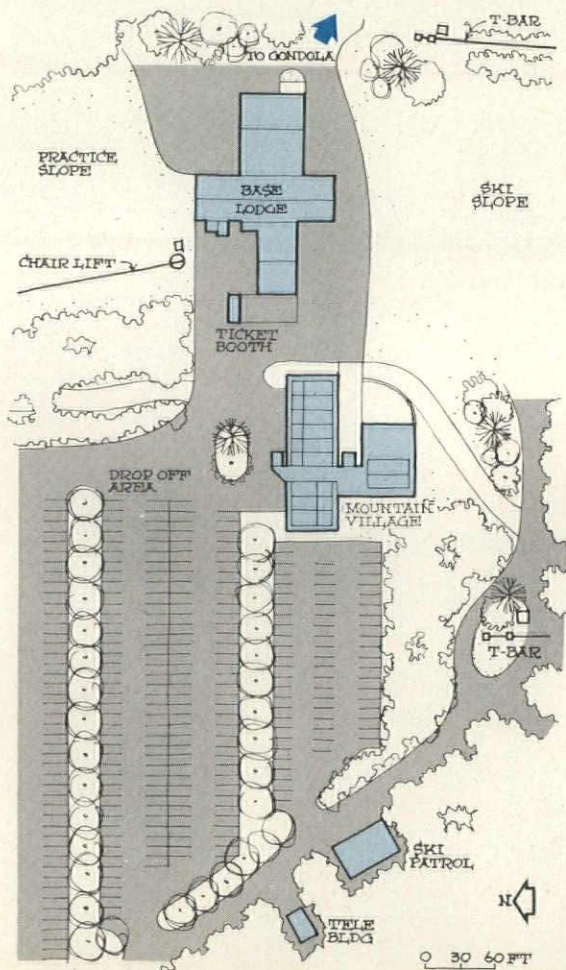 T-BAR
TO GONDOLA
PRACTICE
SLOPE
BASE
LODGE
SKI
SLOPE
CHAIR LIFT
TICKET
BOOTH
DROP OFF
AREA
MOUNTAIN
VILLAGE
T-BAR
SKI
PATROL
N
TELE
BLDG
0 30 60 FT